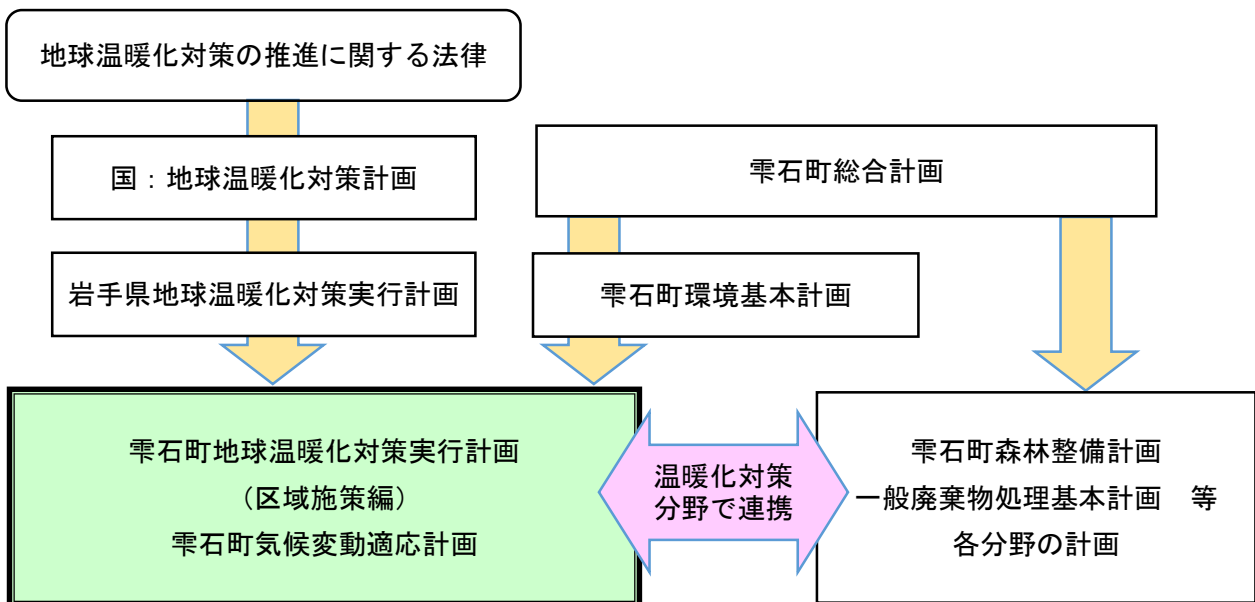 地球温暖化対策の推進に関する法律
国：地球温暖化対策計画
雫石町総合計画
岩手県地球温暖化対策実行計画
雫石町環境基本計画
雫石町地球温暖化対策実行計画
（区域施策編）
雫石町気候変動適応計画
温暖化対策
分野で連携
雫石町森林整備計画
一般廃棄物処理基本計画　等
各分野の計画